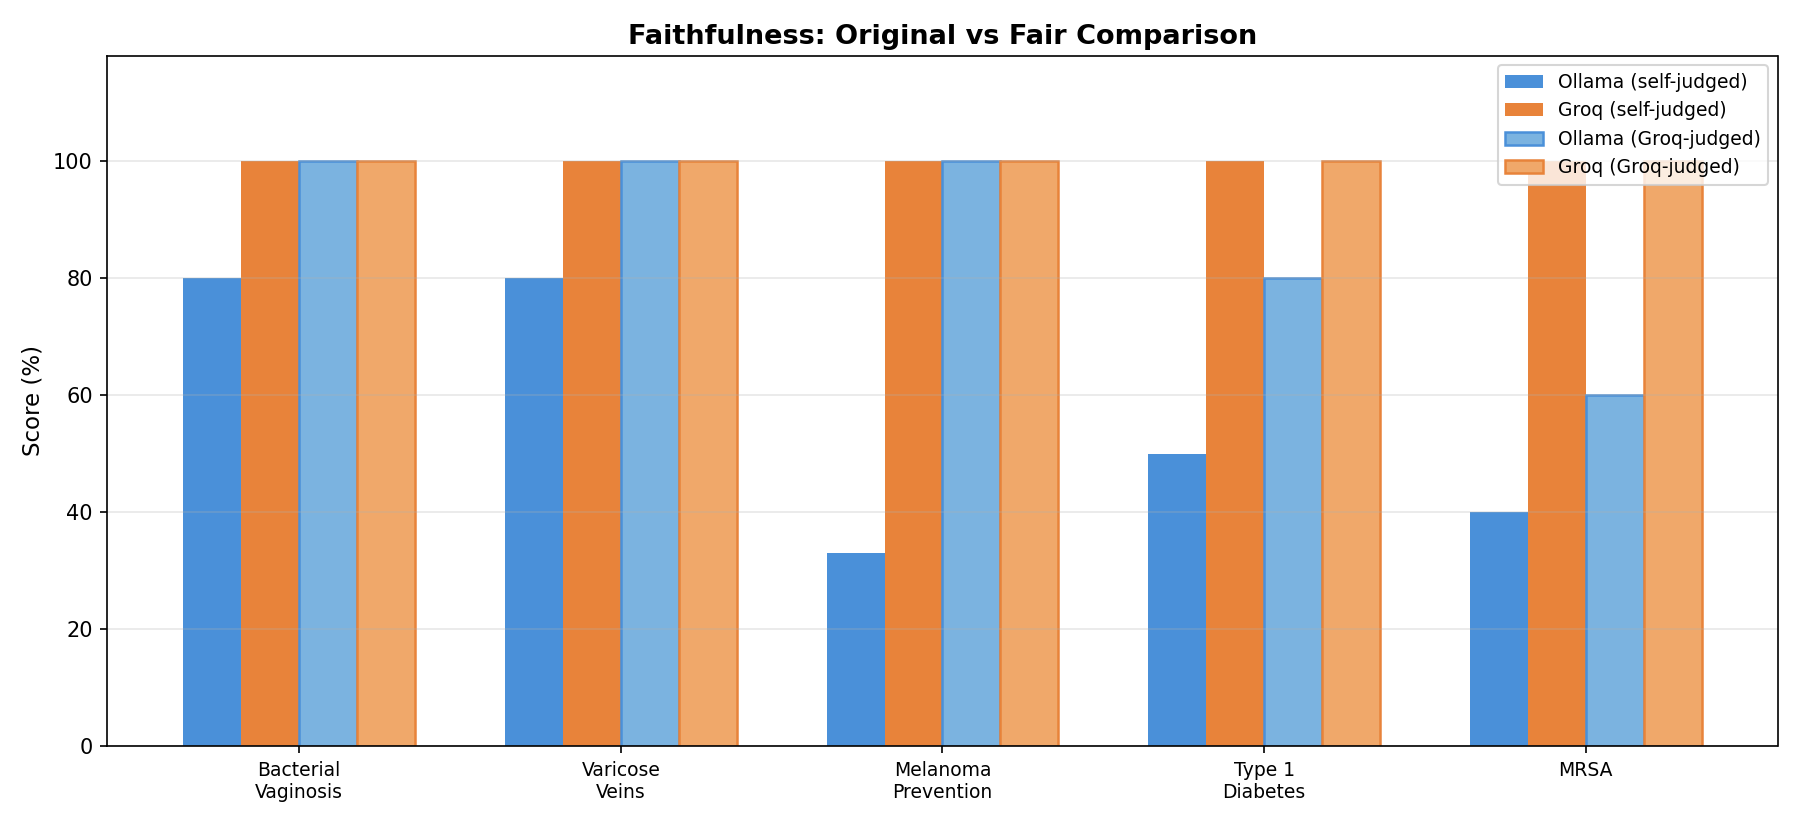 Faithfulness: Original vs Fair Comparison
Ollama (self-judged)
Groq (self-judged)
Ollama (Groq-judged)
Groq (Groq-judged)
Score (%)
100
80
60
40
20
0
Bacterial
Vaginosis
Varicose
Veins
Melanoma
Prevention
Type 1
Diabetes
MRSA